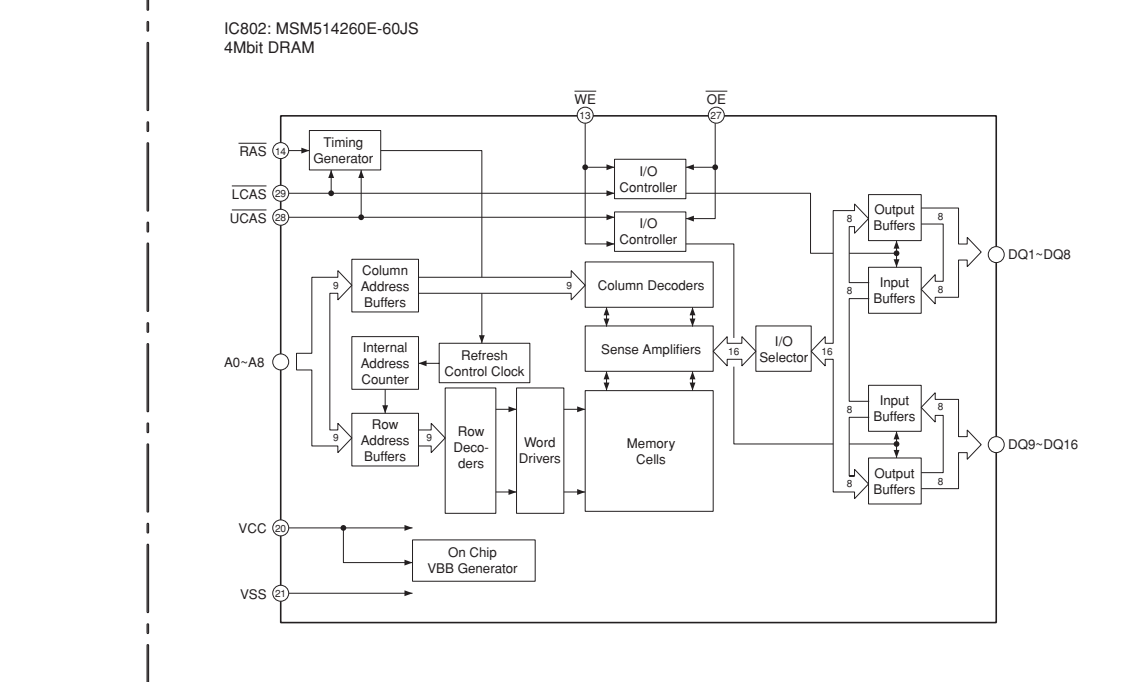 IC802: MSM514260E-60JS
4Mbit DRAM
WE
OE
13
27
RAS
14
Timing
Generator
LCAS
29
UCAS
28
I/O
Controller
I/O
Controller
Output
Buffers
8
8
DQ1~DQ8
Input
Buffers
8
8
Column
Address
Buffers
9
9
Column Decoders
A0~A8
Internal
Address
Counter
Refresh
Control Clock
Sense Amplifiers
16
I/O
Selector
16
Row
Address
Buffers
9
9
Row
Deco-
ders
Word
Drivers
Memory
Cells
Input
Buffers
8
8
DQ9~DQ16
Output
Buffers
8
8
VCC
20
On Chip
VBB Generator
VSS
21